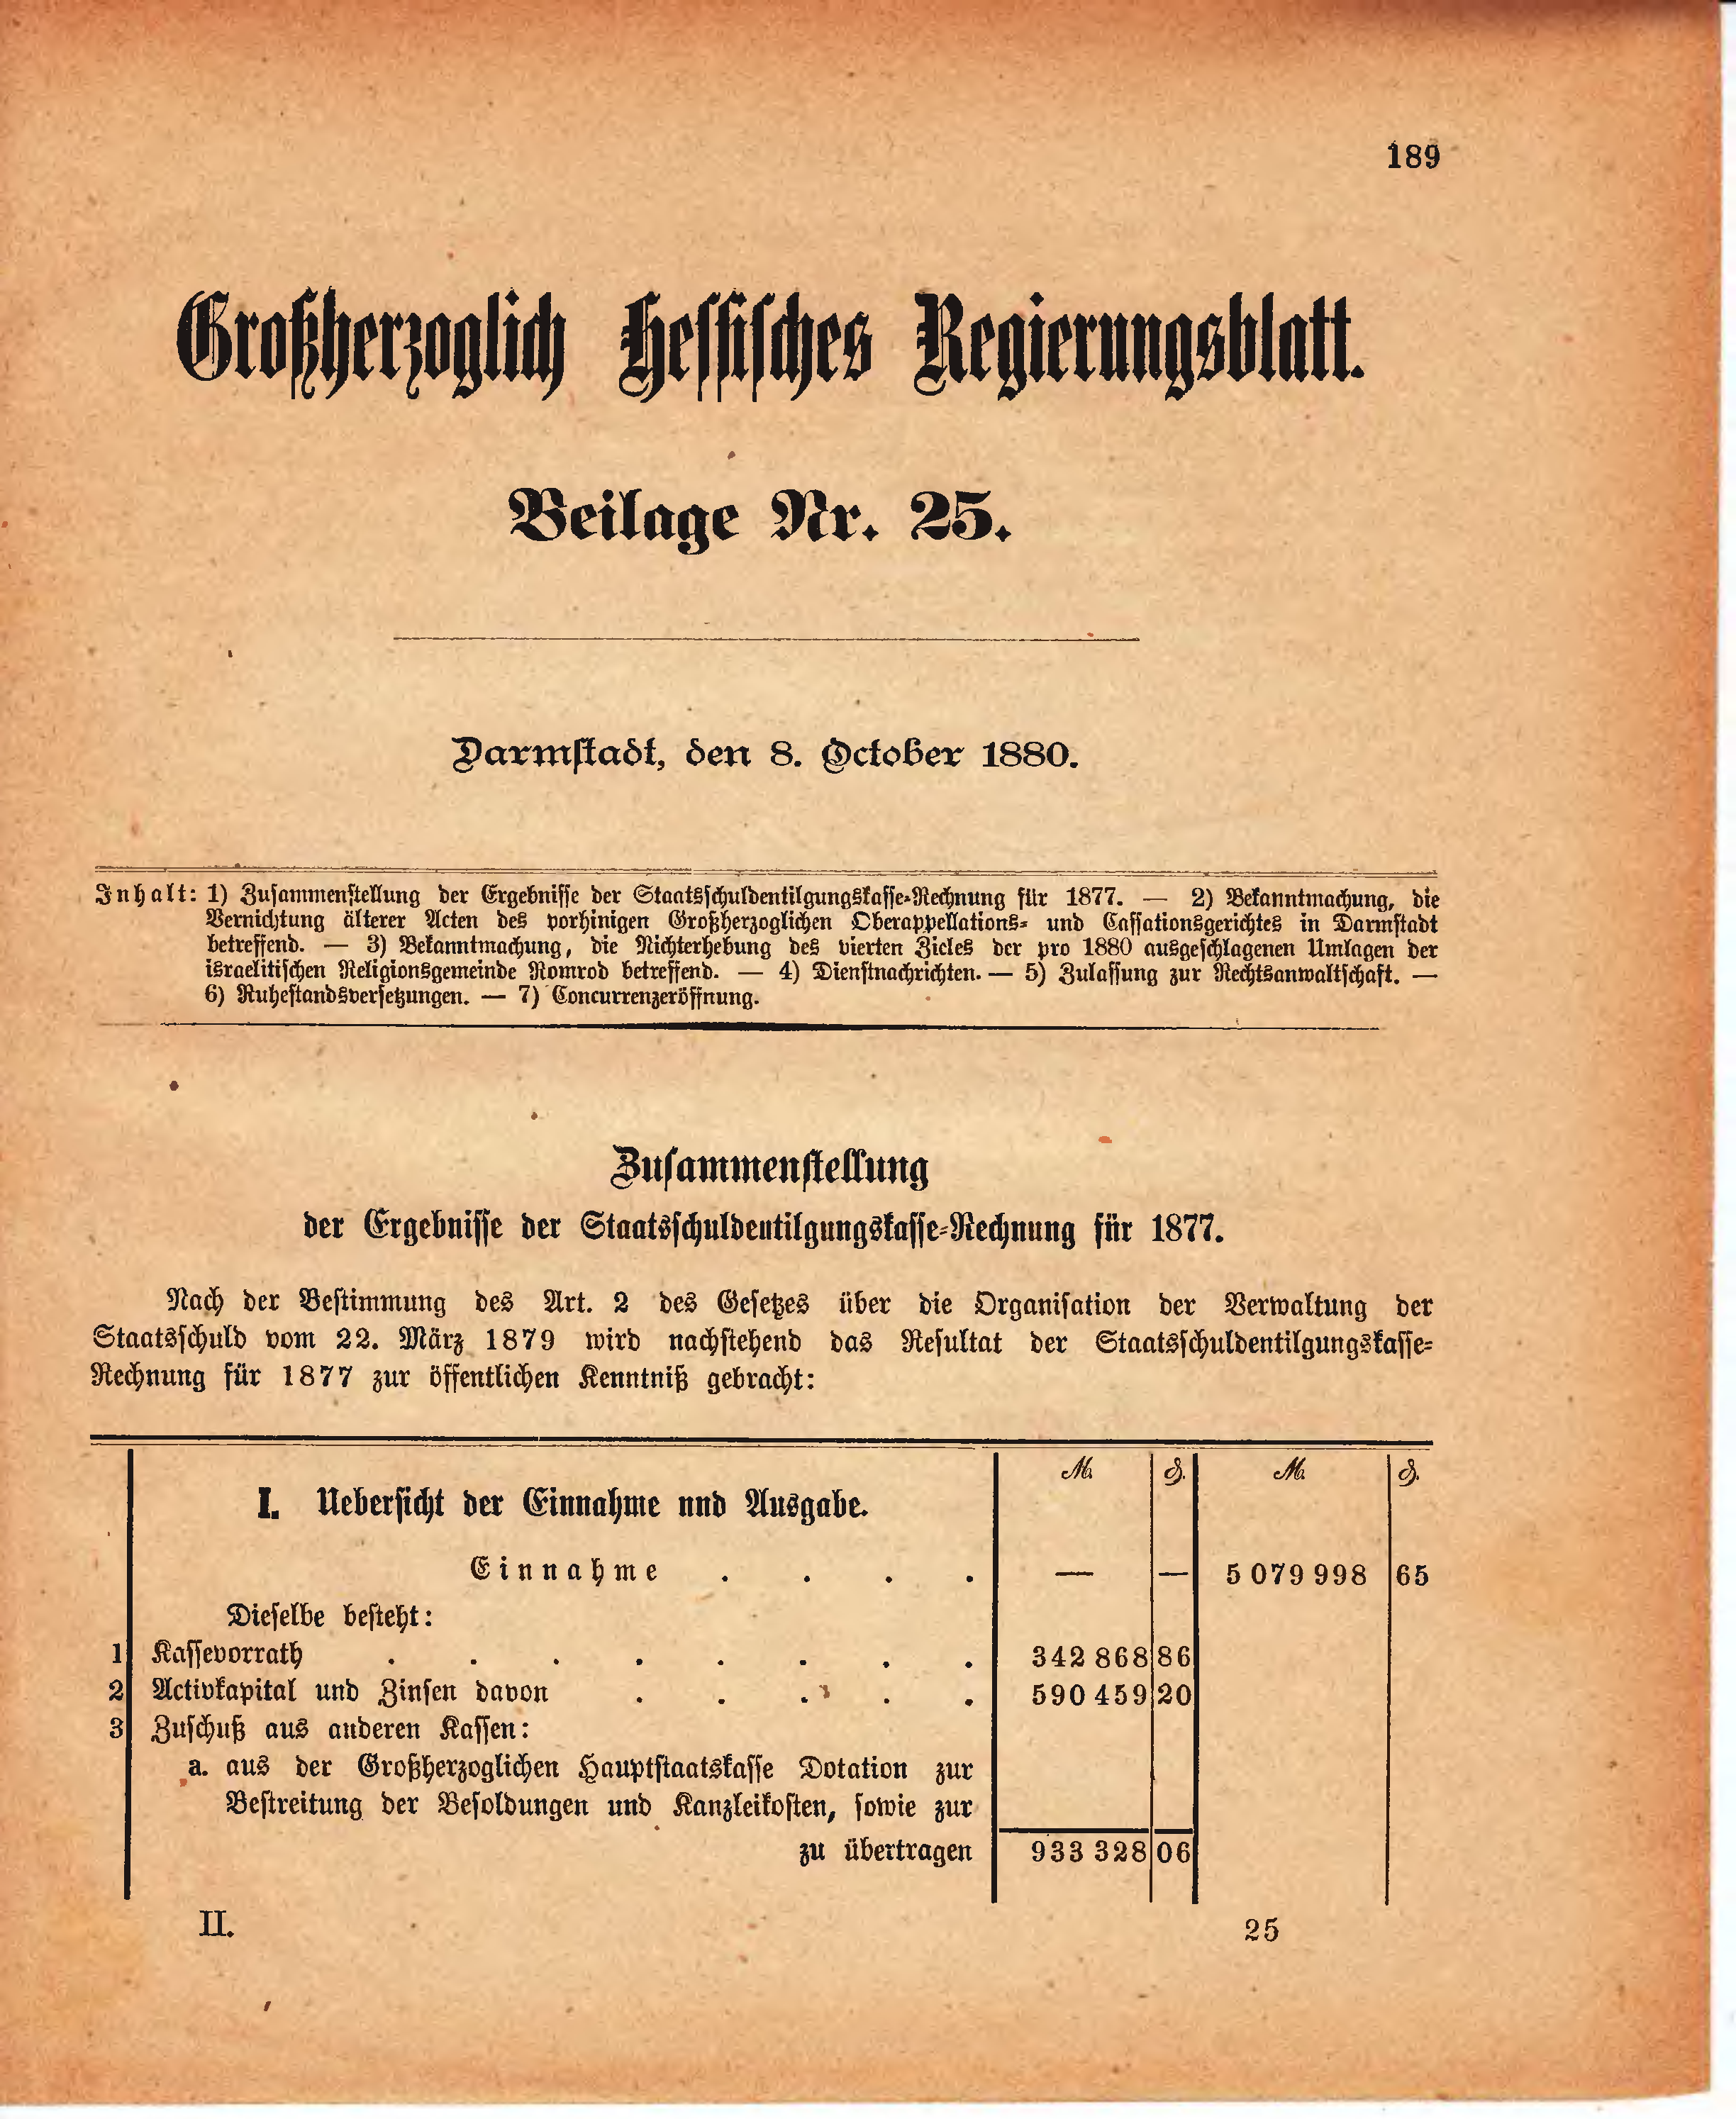 189
Großherzoglich Hessisches Regierungsblatt.
Beilage Nr. 25.
Darmstadt, den 8. October 1880.
Inhalt: 1) Zusammenstellung der Ergebnisse der Staatsschuldentilgungskasse-Rechnung für 1877. — 2) Bekanntmachung, die
Vernichtung älterer Acten des vorhinigen Großherzoglichen Oberappellations- und Cassationsgerichtes in Darmstadt
betreffend. — 3) Bekanntmachung, die Nichterhebung des vierten Zieles der pro 1880 ausgeschlagenen Umlagen der
israelitischen Religionsgemeinde Romrod betreffend. — 4) Dienstnachrichten. — 5) Zulassung zur Rechtsanwaltschaft. —
6) Ruhestandsversetzungen. — 7) Concurrenzeröffnung.
Zusammenstellung
der Ergebnisse der Staatsschuldentilgungskasse-Rechnung für 1877.
Nach der Bestimmung des Art. 2 des Gesetzes über die Organisation der Verwaltung der
Staatsschuld vom 22. März 1879 wird nachstehend das Resultat der Staatsschuldentilgungskasse-
Rechnung für 1877 zur öffentlichen Kenntniß gebracht:
M. ₰. M. ₰.
I. Uebersicht der Einnahme nnd Ausgabe.
Einnahme . . . . — — 5 079 998 65
Dieselbe besteht:
1 Kassevorrath . . . . . . . . 342 868 86
2 Activkapital und Zinsen davon . . . . . 590 459 20
3 Zuschuß aus anderen Kassen:
a. aus der Großherzoglichen Hauptstaatskasse Dotation zur
Bestreitung der Besoldungen und Kanzleikosten, sowie zur
zu übertragen 933 328 06
II. 25